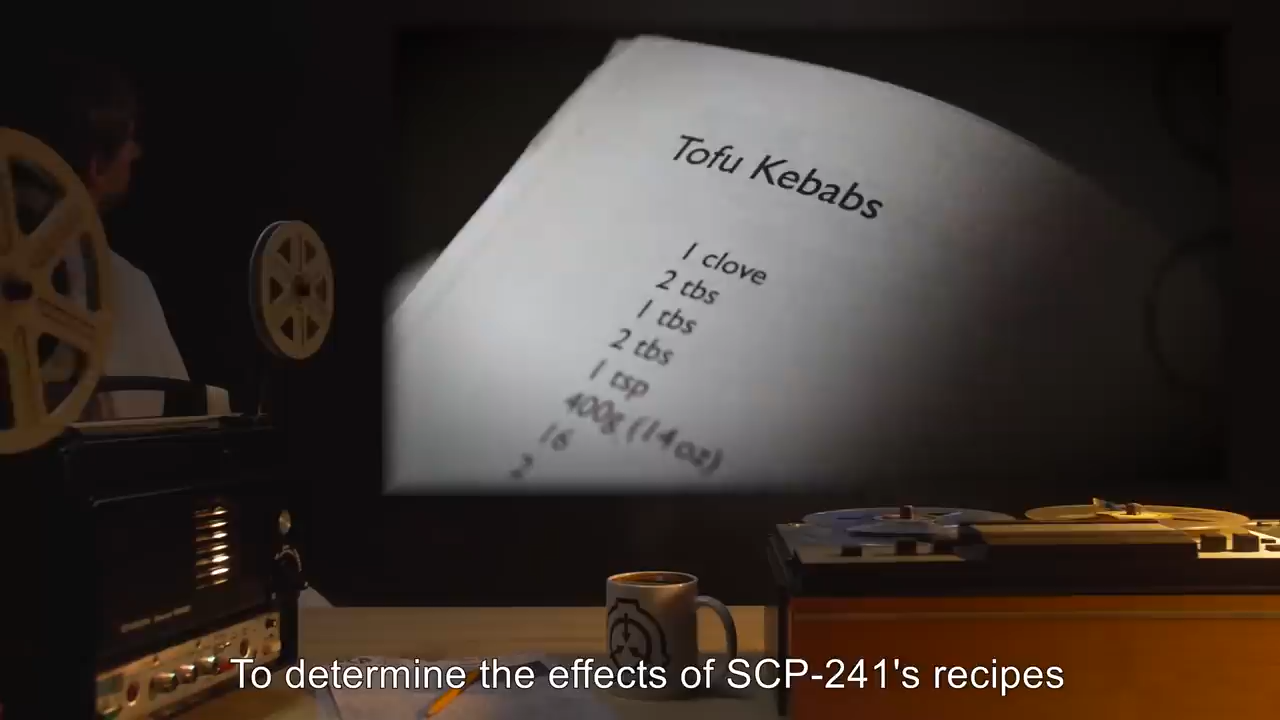 Tofu Kebabs
1 clove
2 tbs
1 tbs
2 tbs
1 tsp
400g (14 oz)
16
2
To determine the effects of SCP-241's recipes